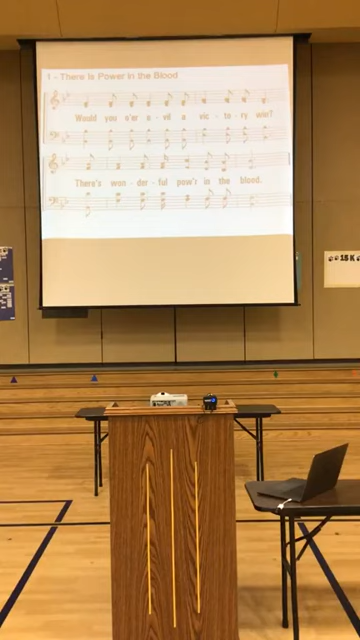 1 - There Is Power in the Blood
Would you o'er e - vil a vic - to - ry win?
There's won - der - ful pow'r in the blood.
15 K